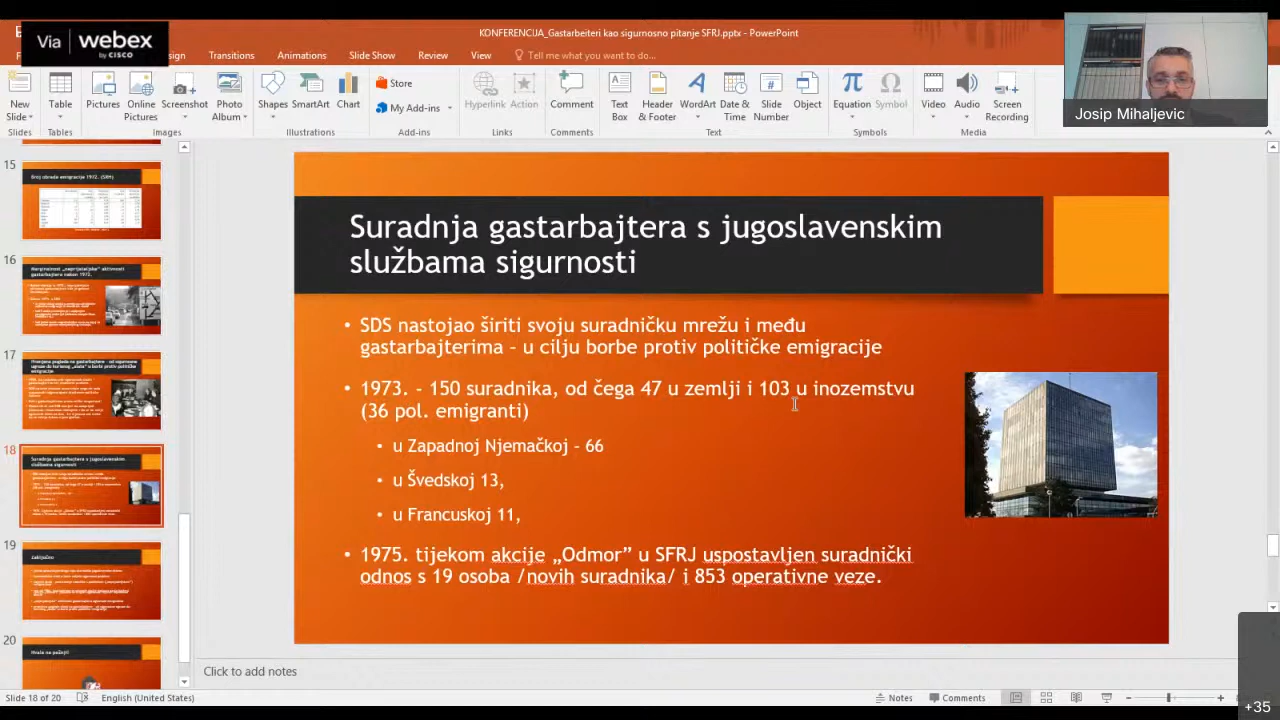 Via webex
by CISCO
KONFERENCIJA_Gastarbeiteri kao sigurnosno pitanje SFRJ.pptx - PowerPoint
sign Transitions Animations Slide Show Review View Tell me what you want to do...
New Slide
Table
Pictures
Online Pictures
Screenshot
Photo Album
Shapes
SmartArt
Chart
Store
My Add-ins
Hyperlink
Action
Comment
Text Box
Header & Footer
WordArt
Date & Time
Slide Number
Object
Equation
Symbol
Video
Audio
Screen Recording
Slides Tables Images Illustrations Add-ins Links Comments Text Symbols Media
Josip Mihaljevic
15
16
17
18
19
Zaključci
20
Hvala na pažnji!
Suradnja gastarbajtera s jugoslavenskim
službama sigurnosti
• SDS nastojao širiti svoju suradničku mrežu i među
gastarbajterima – u cilju borbe protiv političke emigracije
• 1973. - 150 suradnika, od čega 47 u zemlji i 103 u inozemstvu
(36 pol. emigranti)
• u Zapadnoj Njemačkoj - 66
• u Švedskoj 13,
• u Francuskoj 11,
• 1975. tijekom akcije „Odmor” u SFRJ uspostavljen suradnički
odnos s 19 osoba /novih suradnika/ i 853 operativne veze.
Click to add notes
Slide 18 of 20 English (United States) Notes Comments
+35